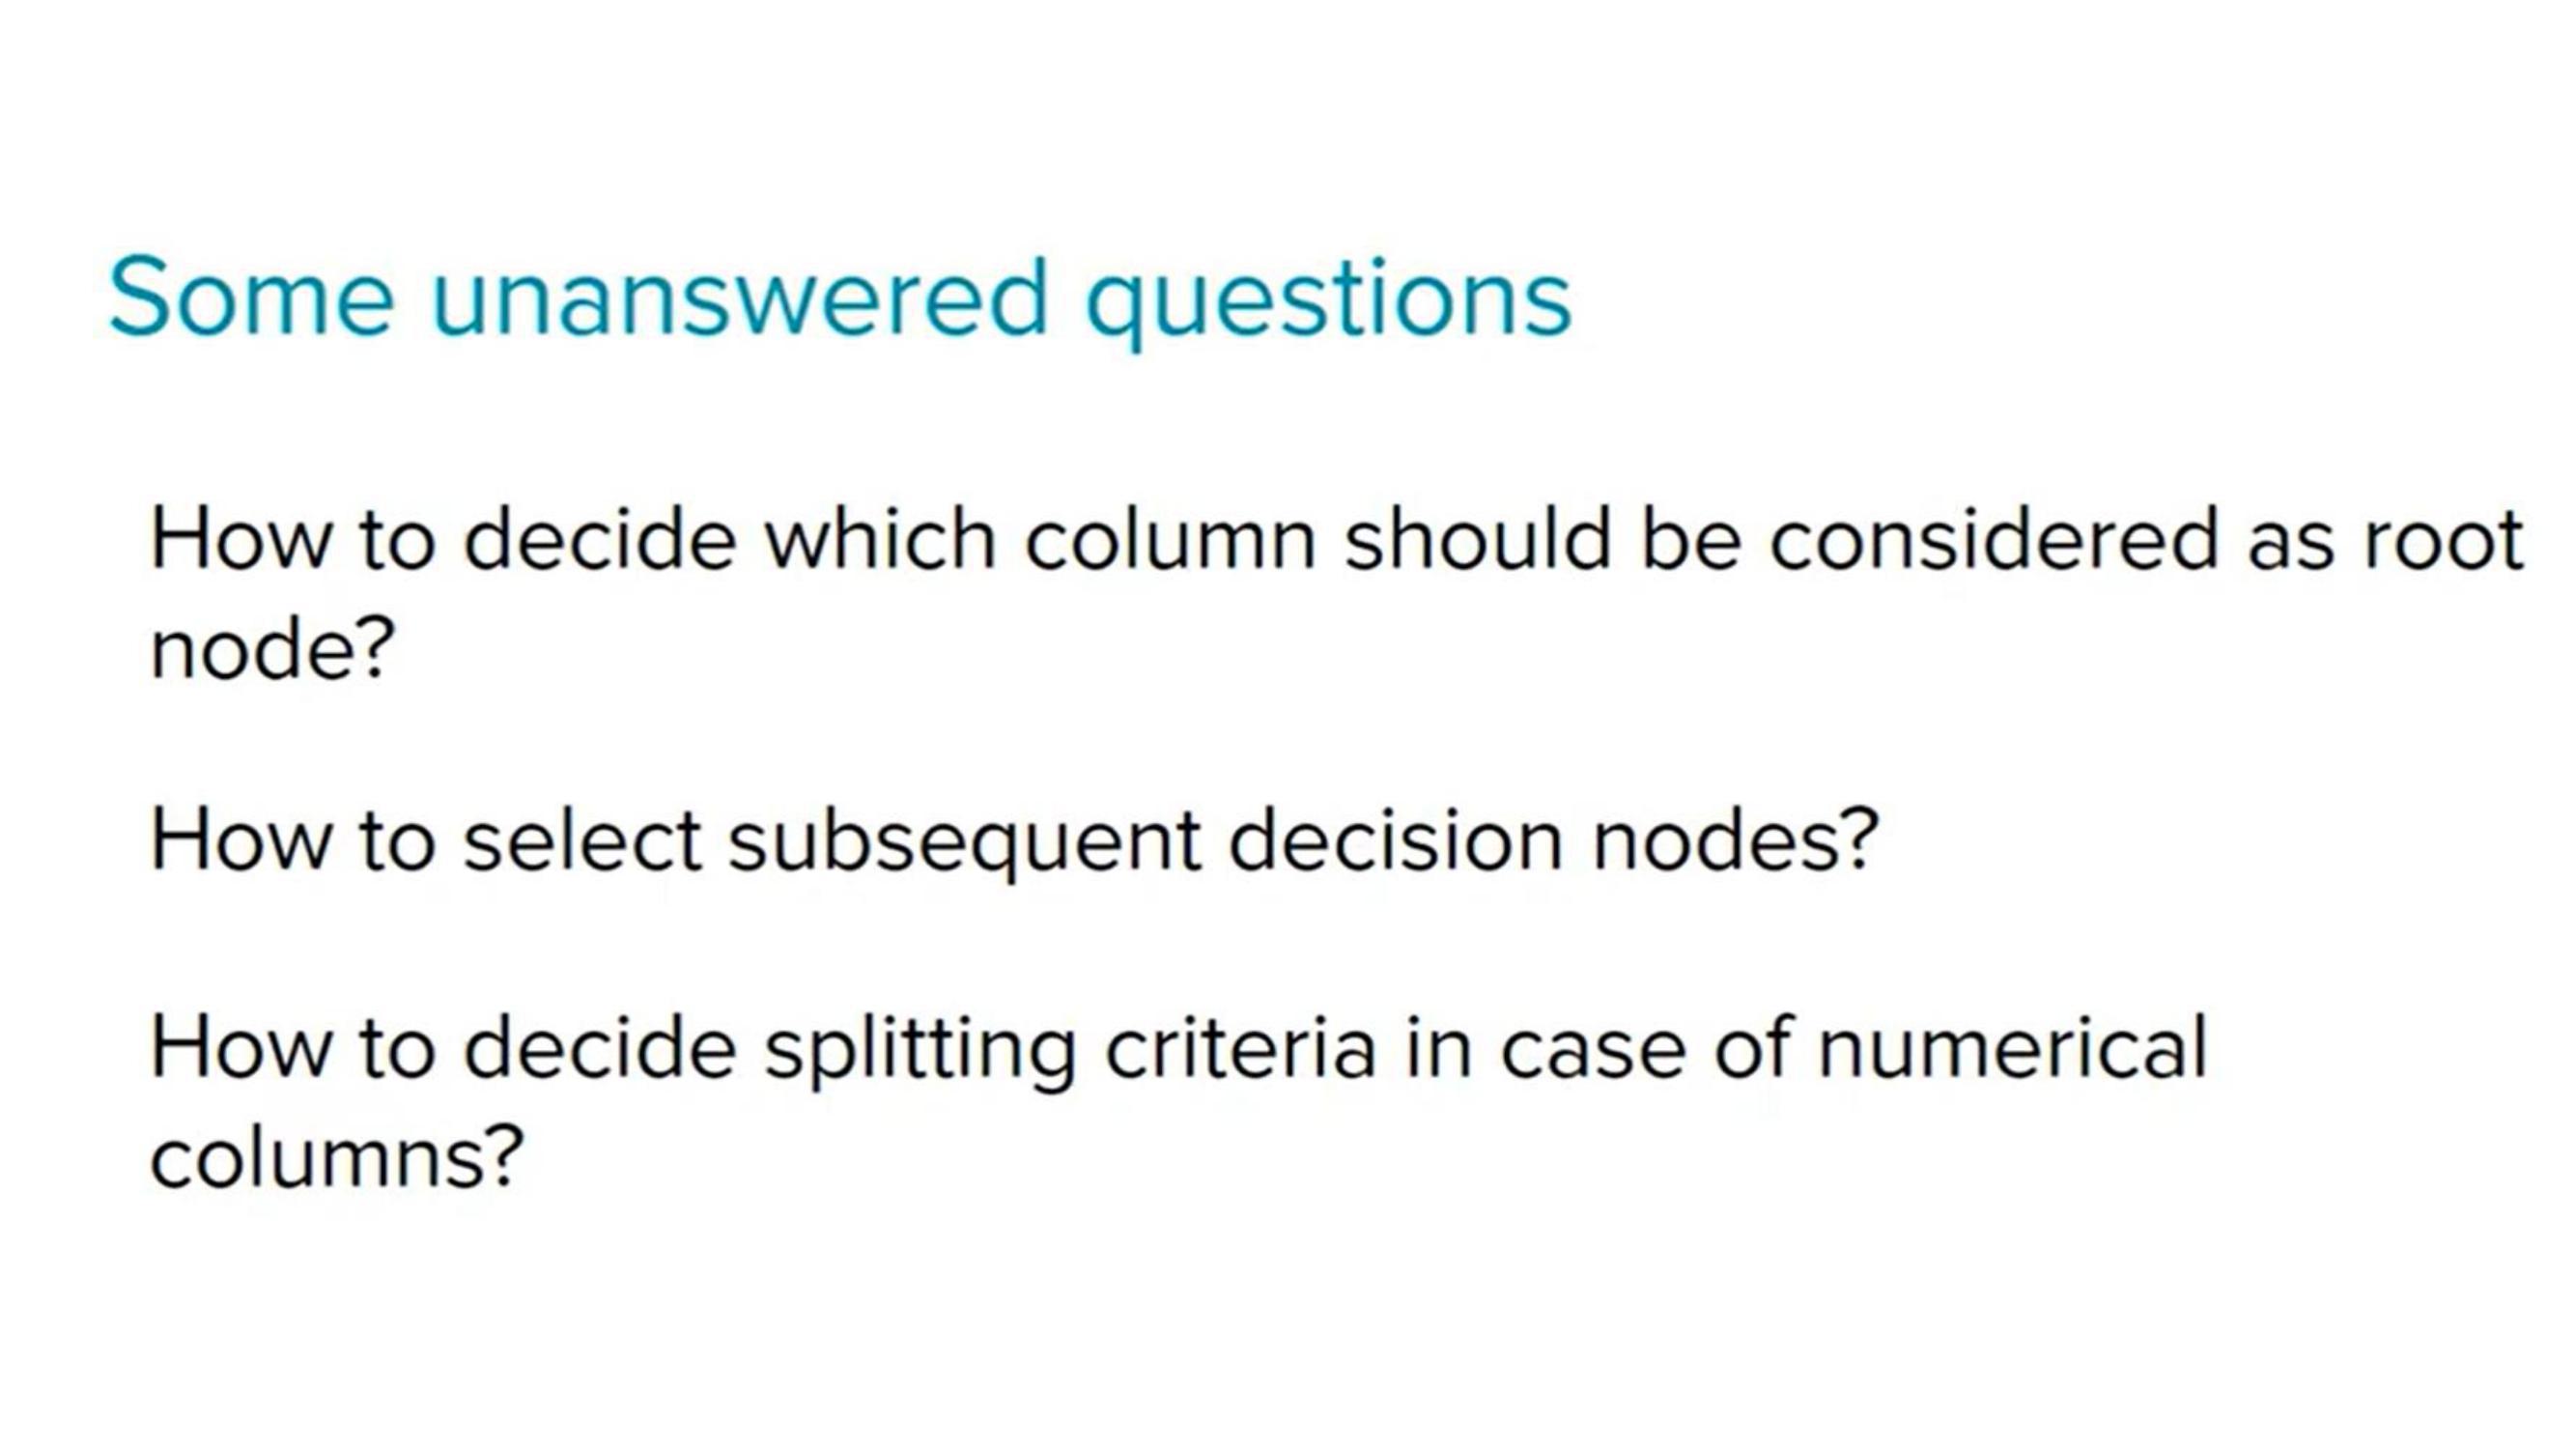 Some unanswered questions
How to decide which column should be considered as root
node?
How to select subsequent decision nodes?
How to decide splitting criteria in case of numerical
columns?